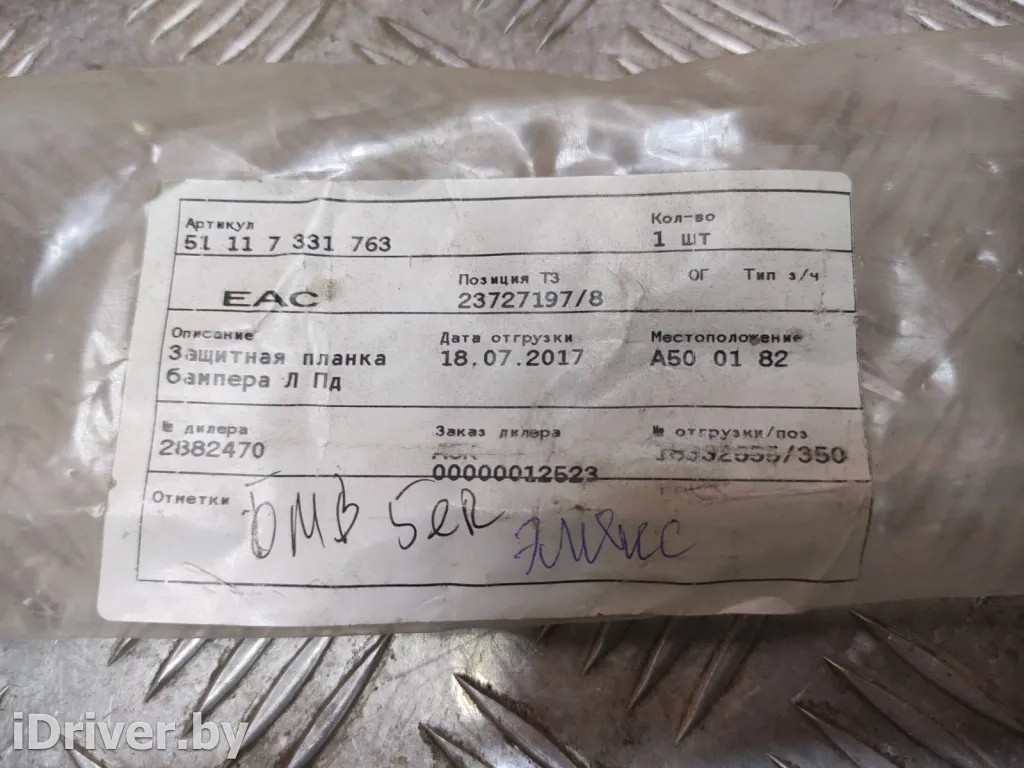 Артикул
51 11 7 331 763
Кол-во
1 шт
EAC
Позиция ТЗ
23727197/8
ОГ
Тип з/ч
Описание
Защитная планка
бампера Л Пд
Дата отгрузки
18.07.2017
Местоположение
A50 01 82
№ дилера
2882470
Заказ дилера
00000012523
№ отгрузки/поз
Отметки
БМВ
iDriver.by